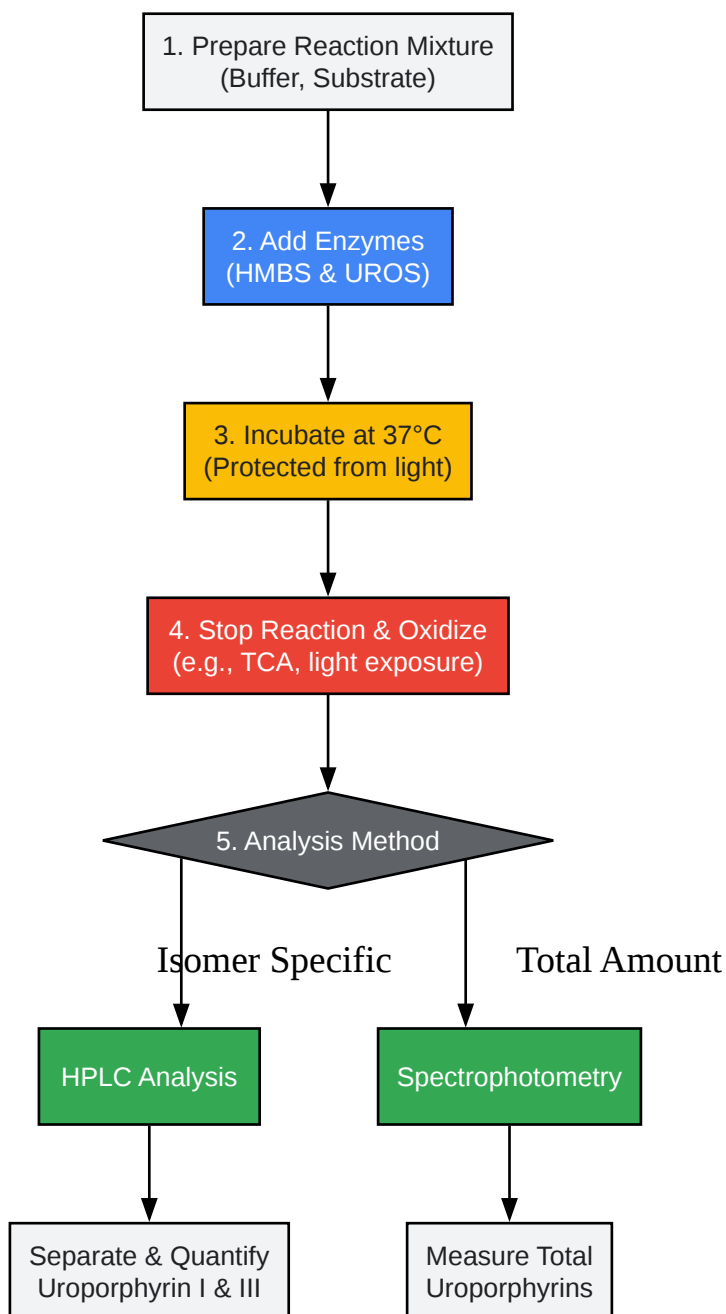 1. Prepare Reaction Mixture
(Buffer, Substrate)
2. Add Enzymes
(HMBS & UROS)
3. Incubate at 37°C
(Protected from light)
4. Stop Reaction & Oxidize
(e.g., TCA, light exposure)
5. Analysis Method
Isomer Specific
Total Amount
HPLC Analysis
Spectrophotometry
Separate & Quantify
Uroporphyrin I & III
Measure Total
Uroporphyrins